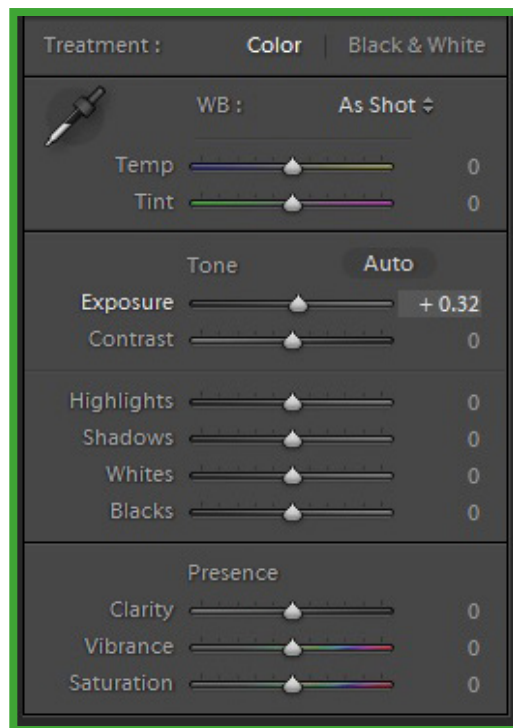 Treatment : Color Black & White
WB : As Shot
Temp 0
Tint 0
Tone Auto
Exposure + 0.32
Contrast 0
Highlights 0
Shadows 0
Whites 0
Blacks 0
Presence
Clarity 0
Vibrance 0
Saturation 0